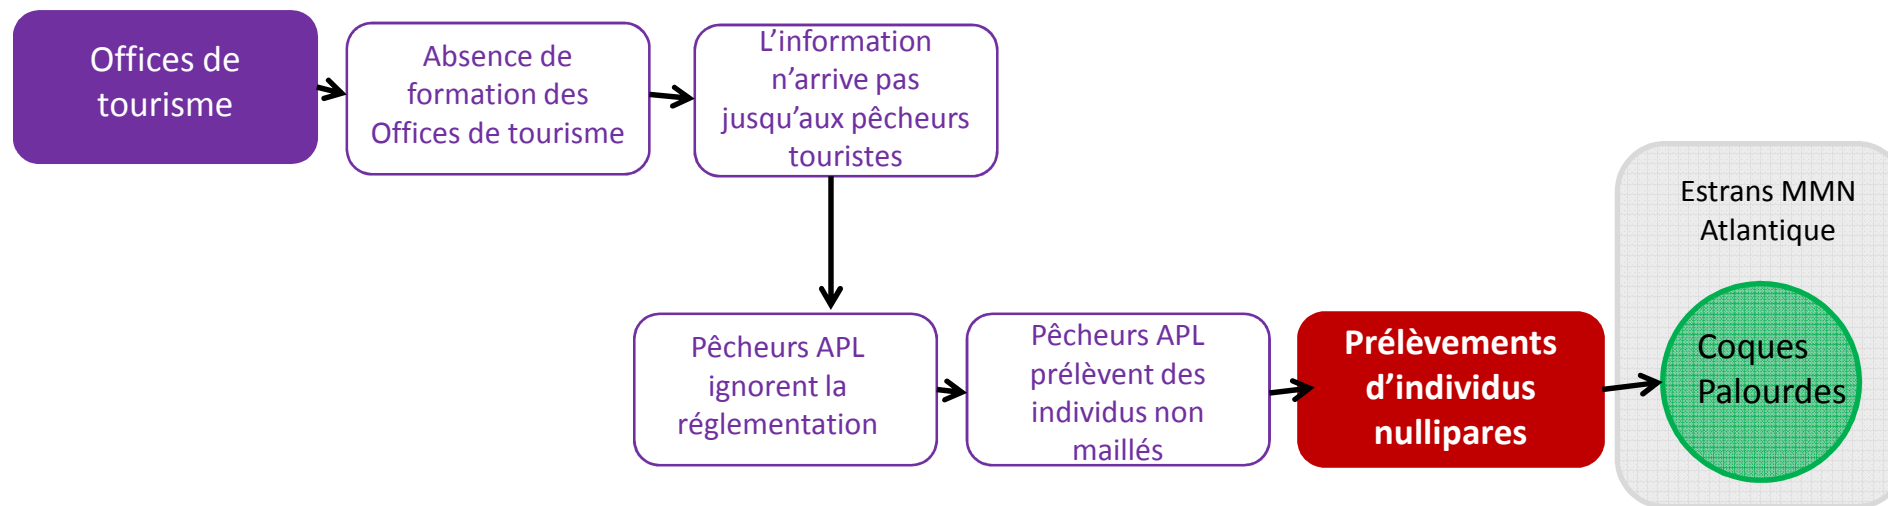 Offices de
tourisme
Absence de
formation des
Offices de tourisme
L’information
n’arrive pas
jusqu’aux pêcheurs
touristes
Pêcheurs APL
ignorent la
réglementation
Pêcheurs APL
prélèvent des
individus non
maillés
Prélèvements
d’individus
nullipares
Estrans MMN
Atlantique
Coques
Palourdes